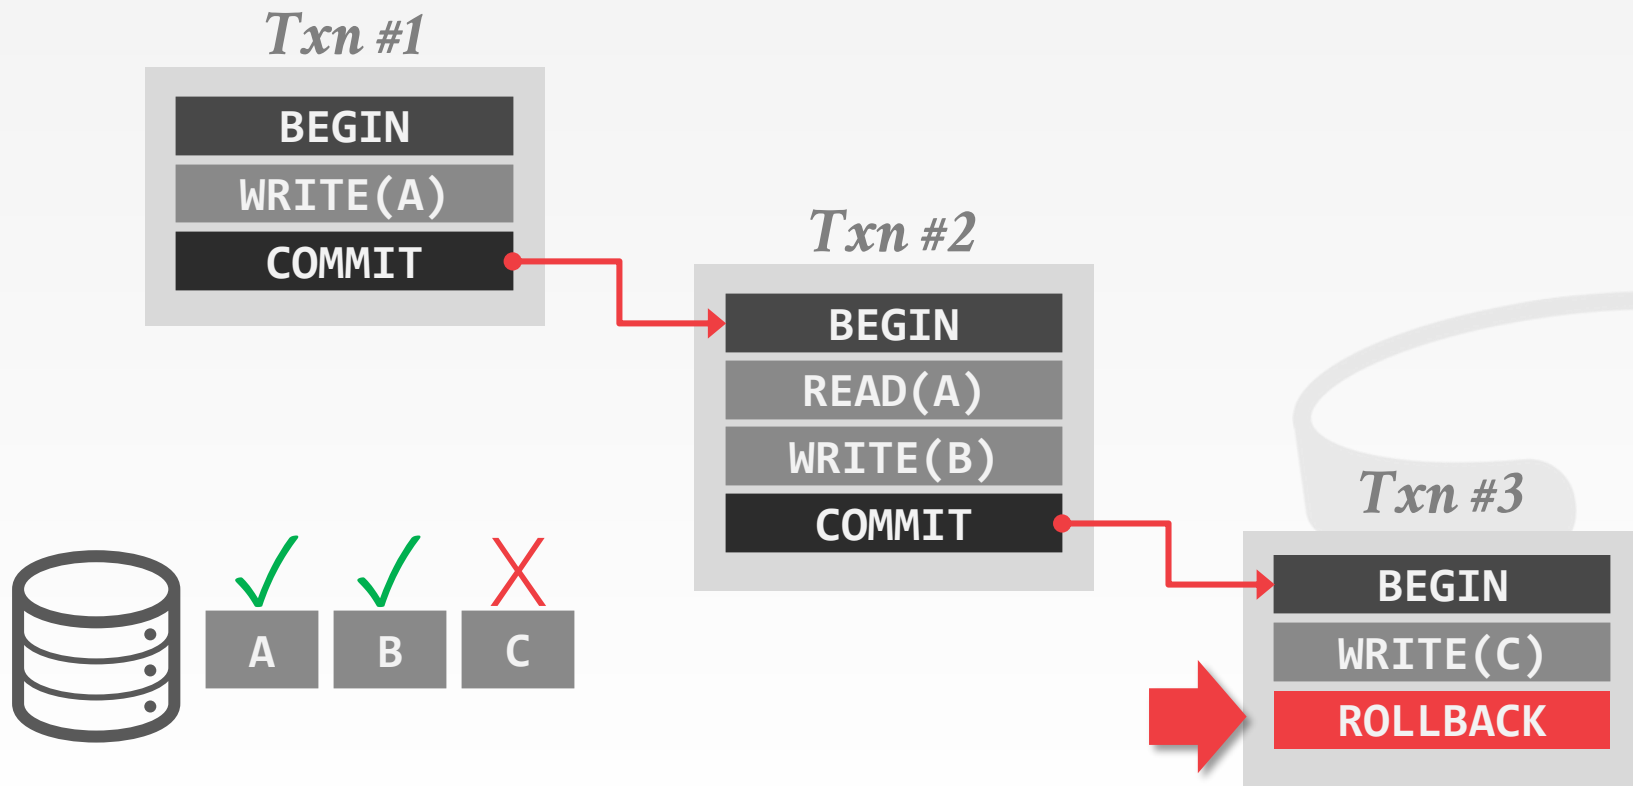 Txn #1
BEGIN
WRITE(A)
COMMIT
Txn #2
BEGIN
READ(A)
WRITE(B)
COMMIT
Txn #3
BEGIN
WRITE(C)
ROLLBACK
A B C